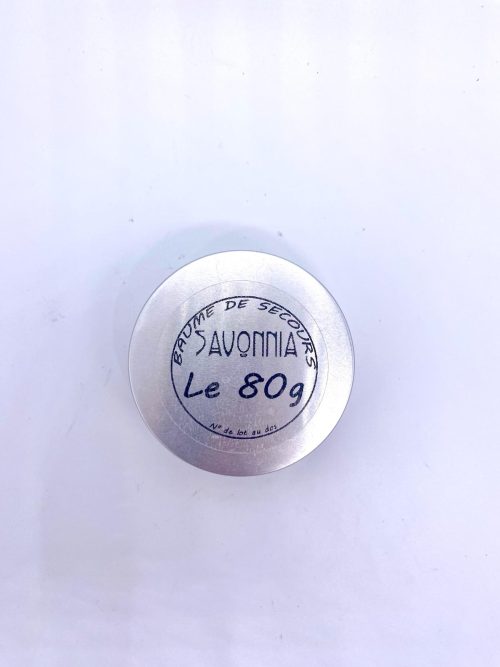 BAUME DE SECOURS
SAVONNIA
Le 80g
N° de lot au dos